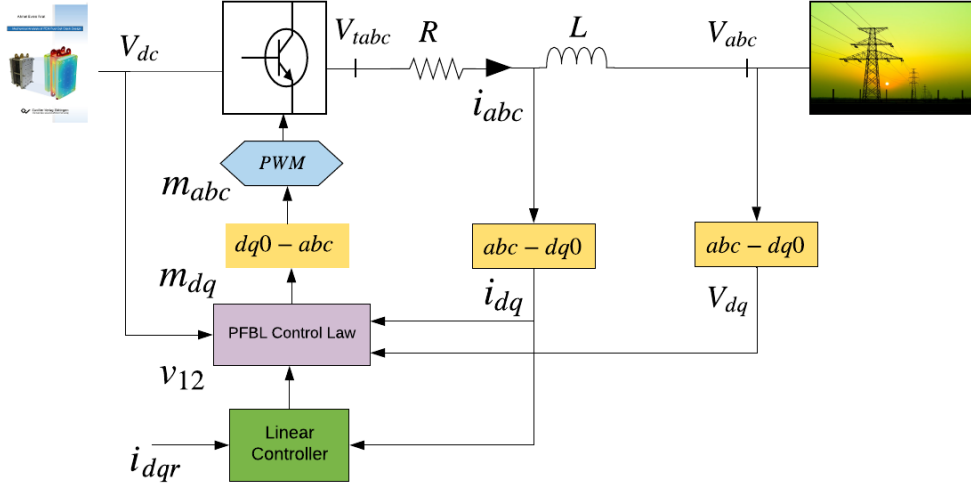 V_dc
V_tabc
R
L
V_abc
i_abc
PWM
m_abc
dq0 − abc
abc − dq0
abc − dq0
m_dq
i_dq
V_dq
PFBL Control Law
v_12
Linear
Controller
i_dqr